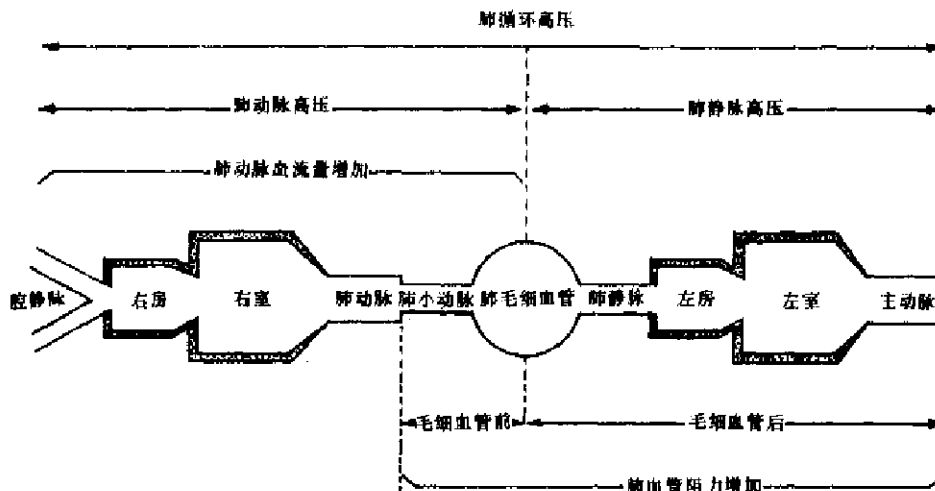 肺循环高压
肺动脉高压 肺静脉高压
肺动脉血流量增加
腔静脉 右房 右室 肺动脉 肺小动脉 肺毛细血管 肺静脉 左房 左室 主动脉
毛细血管前 毛细血管后
肺血管阻力增加